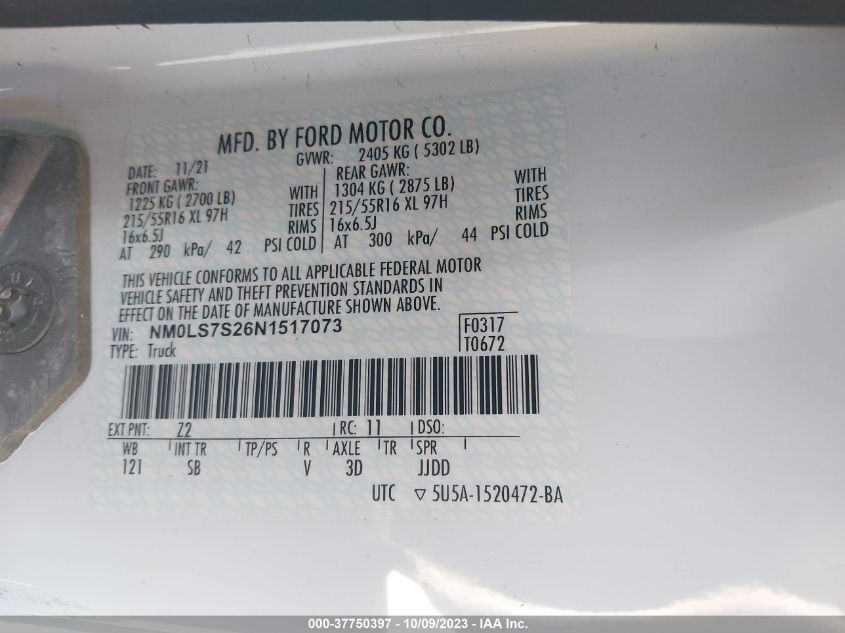 MFD. BY FORD MOTOR CO.
DATE: 11/21 GVWR: 2405 KG ( 5302 LB)
FRONT GAWR: REAR GAWR:
1225 KG ( 2700 LB) WITH 1304 KG ( 2875 LB) WITH
215/55R16 XL 97H TIRES 215/55R16 XL 97H TIRES
16x6.5J RIMS 16x6.5J RIMS
AT 290 kPa/ 42 PSI COLD AT 300 kPa/ 44 PSI COLD
THIS VEHICLE CONFORMS TO ALL APPLICABLE FEDERAL MOTOR
VEHICLE SAFETY AND THEFT PREVENTION STANDARDS IN
EFFECT ON THE DATE OF MANUFACTURE SHOWN ABOVE.
VIN: NM0LS7S26N1517073 F0317
TYPE: Truck T0672
EXT PNT: Z2 RC: 11 DSO:
WB INT TR TP/PS R AXLE TR SPR
121 SB V 3D JJDD
UTC ▽ 5U5A-1520472-BA
000-37750397 - 10/09/2023 - IAA Inc.